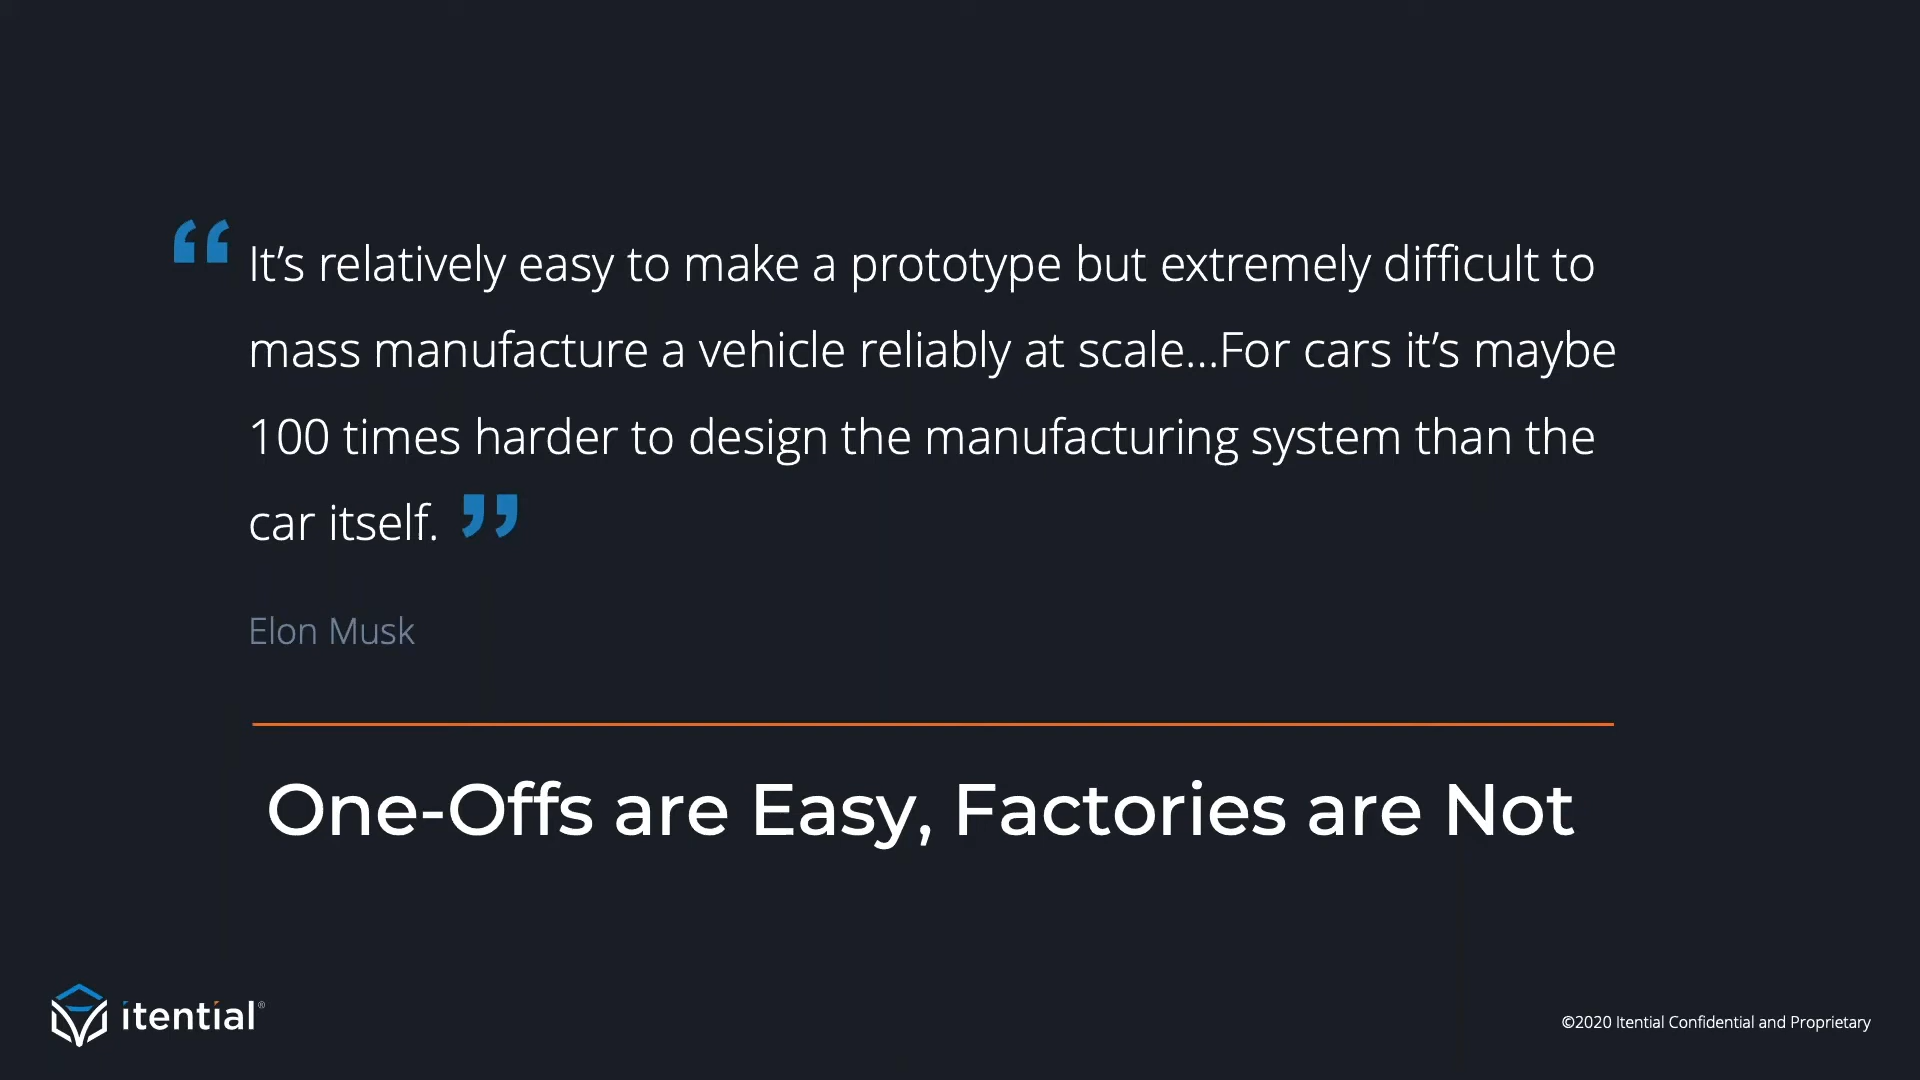 “It’s relatively easy to make a prototype but extremely difficult to
mass manufacture a vehicle reliably at scale...For cars it’s maybe
100 times harder to design the manufacturing system than the
car itself. ”
Elon Musk
One-Offs are Easy, Factories are Not
itential®
©2020 Itential Confidential and Proprietary